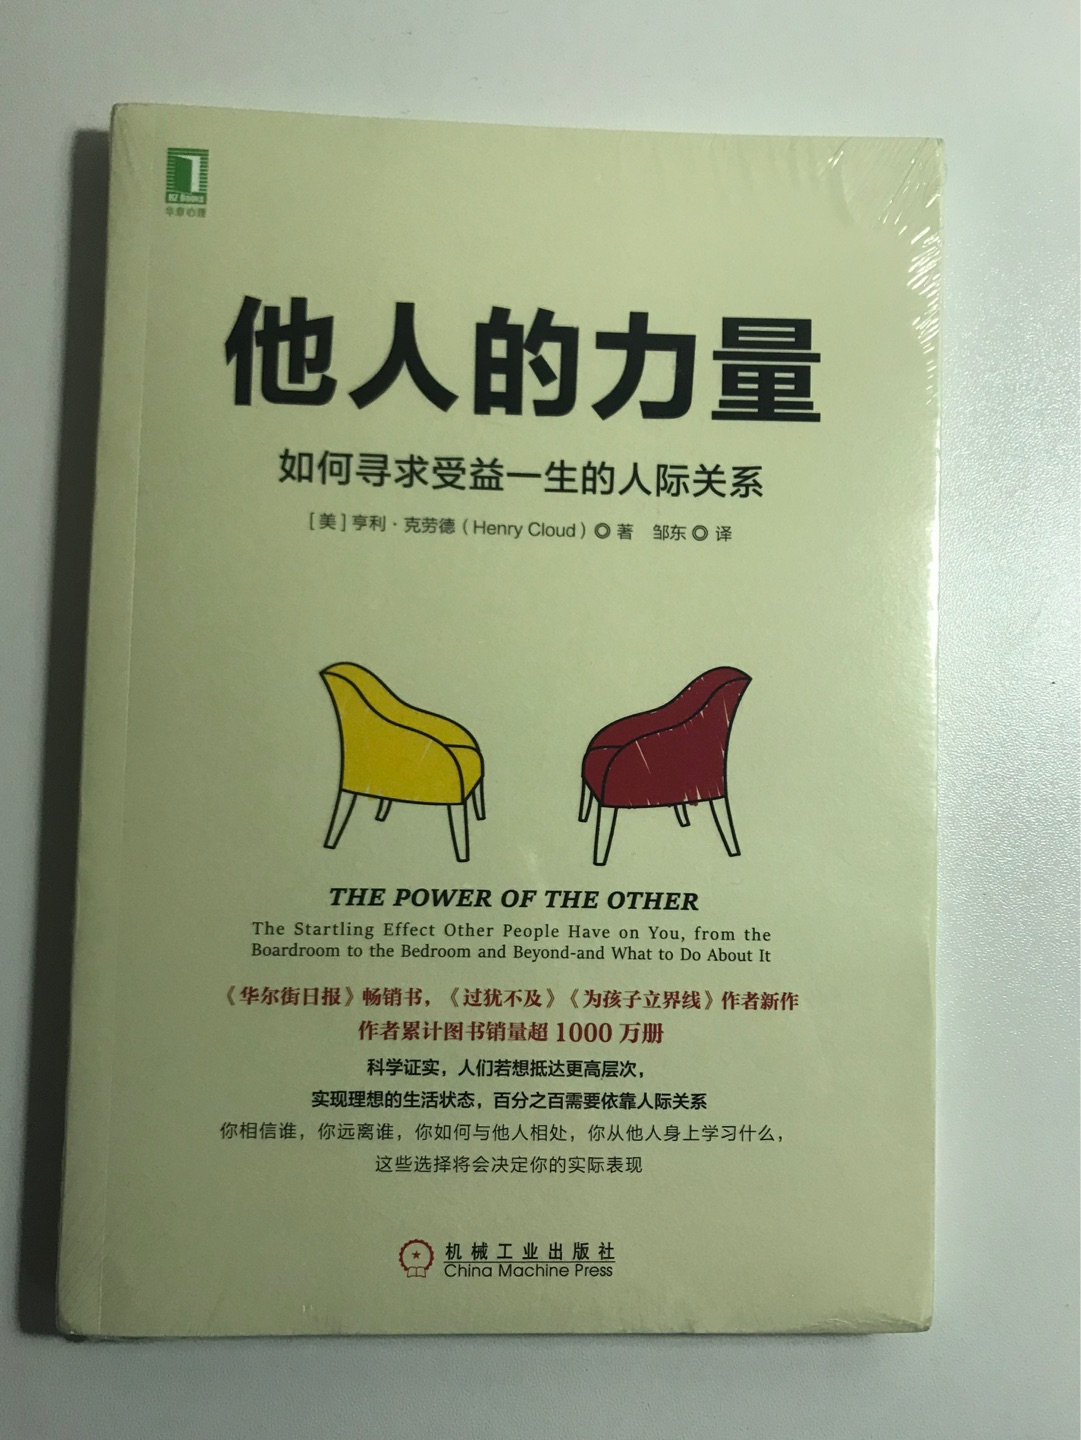 HZ Books
华章心理
他人的力量
如何寻求受益一生的人际关系
［美］亨利·克劳德（Henry Cloud）◎ 著 邹东 ◎ 译
THE POWER OF THE OTHER
The Startling Effect Other People Have on You, from the
Boardroom to the Bedroom and Beyond-and What to Do About It
《华尔街日报》畅销书，《过犹不及》《为孩子立界线》作者新作
作者累计图书销量超 1000 万册
科学证实，人们若想抵达更高层次，
实现理想的生活状态，百分之百需要依靠人际关系
你相信谁，你远离谁，你如何与他人相处，你从他人身上学习什么，
这些选择将会决定你的实际表现
机械工业出版社
China Machine Press